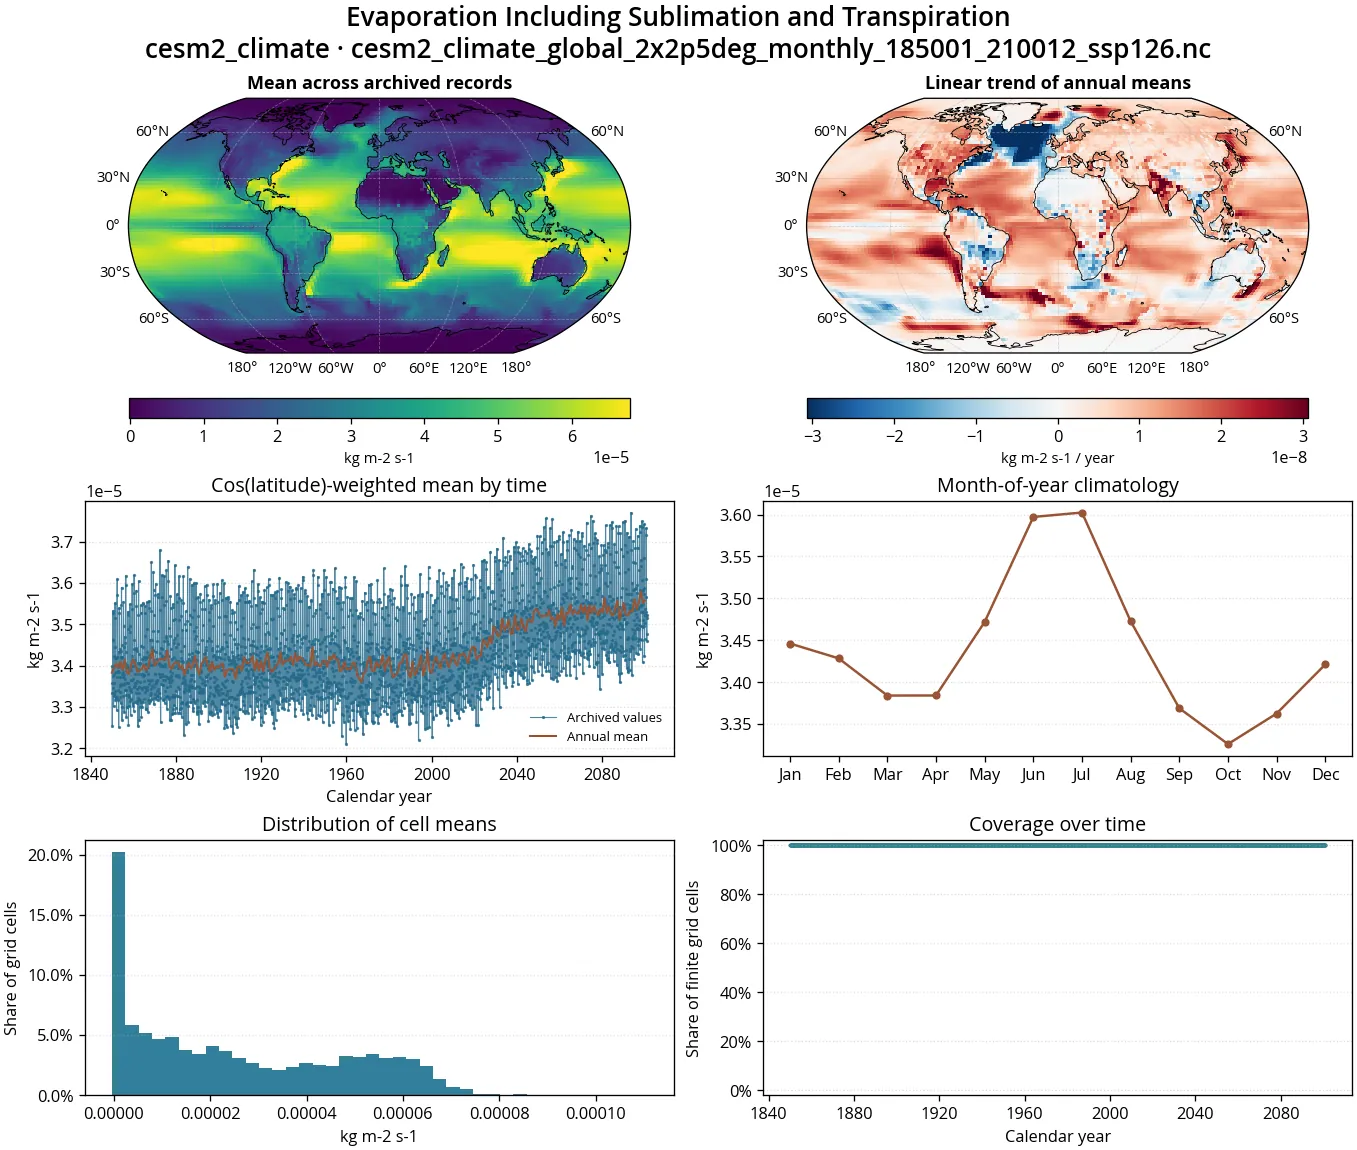 Evaporation Including Sublimation and Transpiration
cesm2_climate · cesm2_climate_global_2x2p5deg_monthly_185001_210012_ssp126.nc
Mean across archived records
60°N
60°N
30°N
0°
30°S
60°S
60°S
180° 120°W 60°W 0° 60°E 120°E 180°
0 1 2 3 4 5 6
kg m-2 s-1
1e−5
Linear trend of annual means
60°N
60°N
30°N
0°
30°S
60°S
60°S
180° 120°W 60°W 0° 60°E 120°E 180°
−3 −2 −1 0 1 2 3
kg m-2 s-1 / year
1e−8
Cos(latitude)-weighted mean by time
1e−5
kg m-2 s-1
3.7
3.6
3.5
3.4
3.3
3.2
Archived values
Annual mean
1840 1880 1920 1960 2000 2040 2080
Calendar year
Month-of-year climatology
1e−5
kg m-2 s-1
3.60
3.55
3.50
3.45
3.40
3.35
Jan Feb Mar Apr May Jun Jul Aug Sep Oct Nov Dec
Distribution of cell means
Share of grid cells
20.0%
15.0%
10.0%
5.0%
0.0%
0.00000 0.00002 0.00004 0.00006 0.00008 0.00010
kg m-2 s-1
Coverage over time
Share of finite grid cells
100%
80%
60%
40%
20%
0%
1840 1880 1920 1960 2000 2040 2080
Calendar year